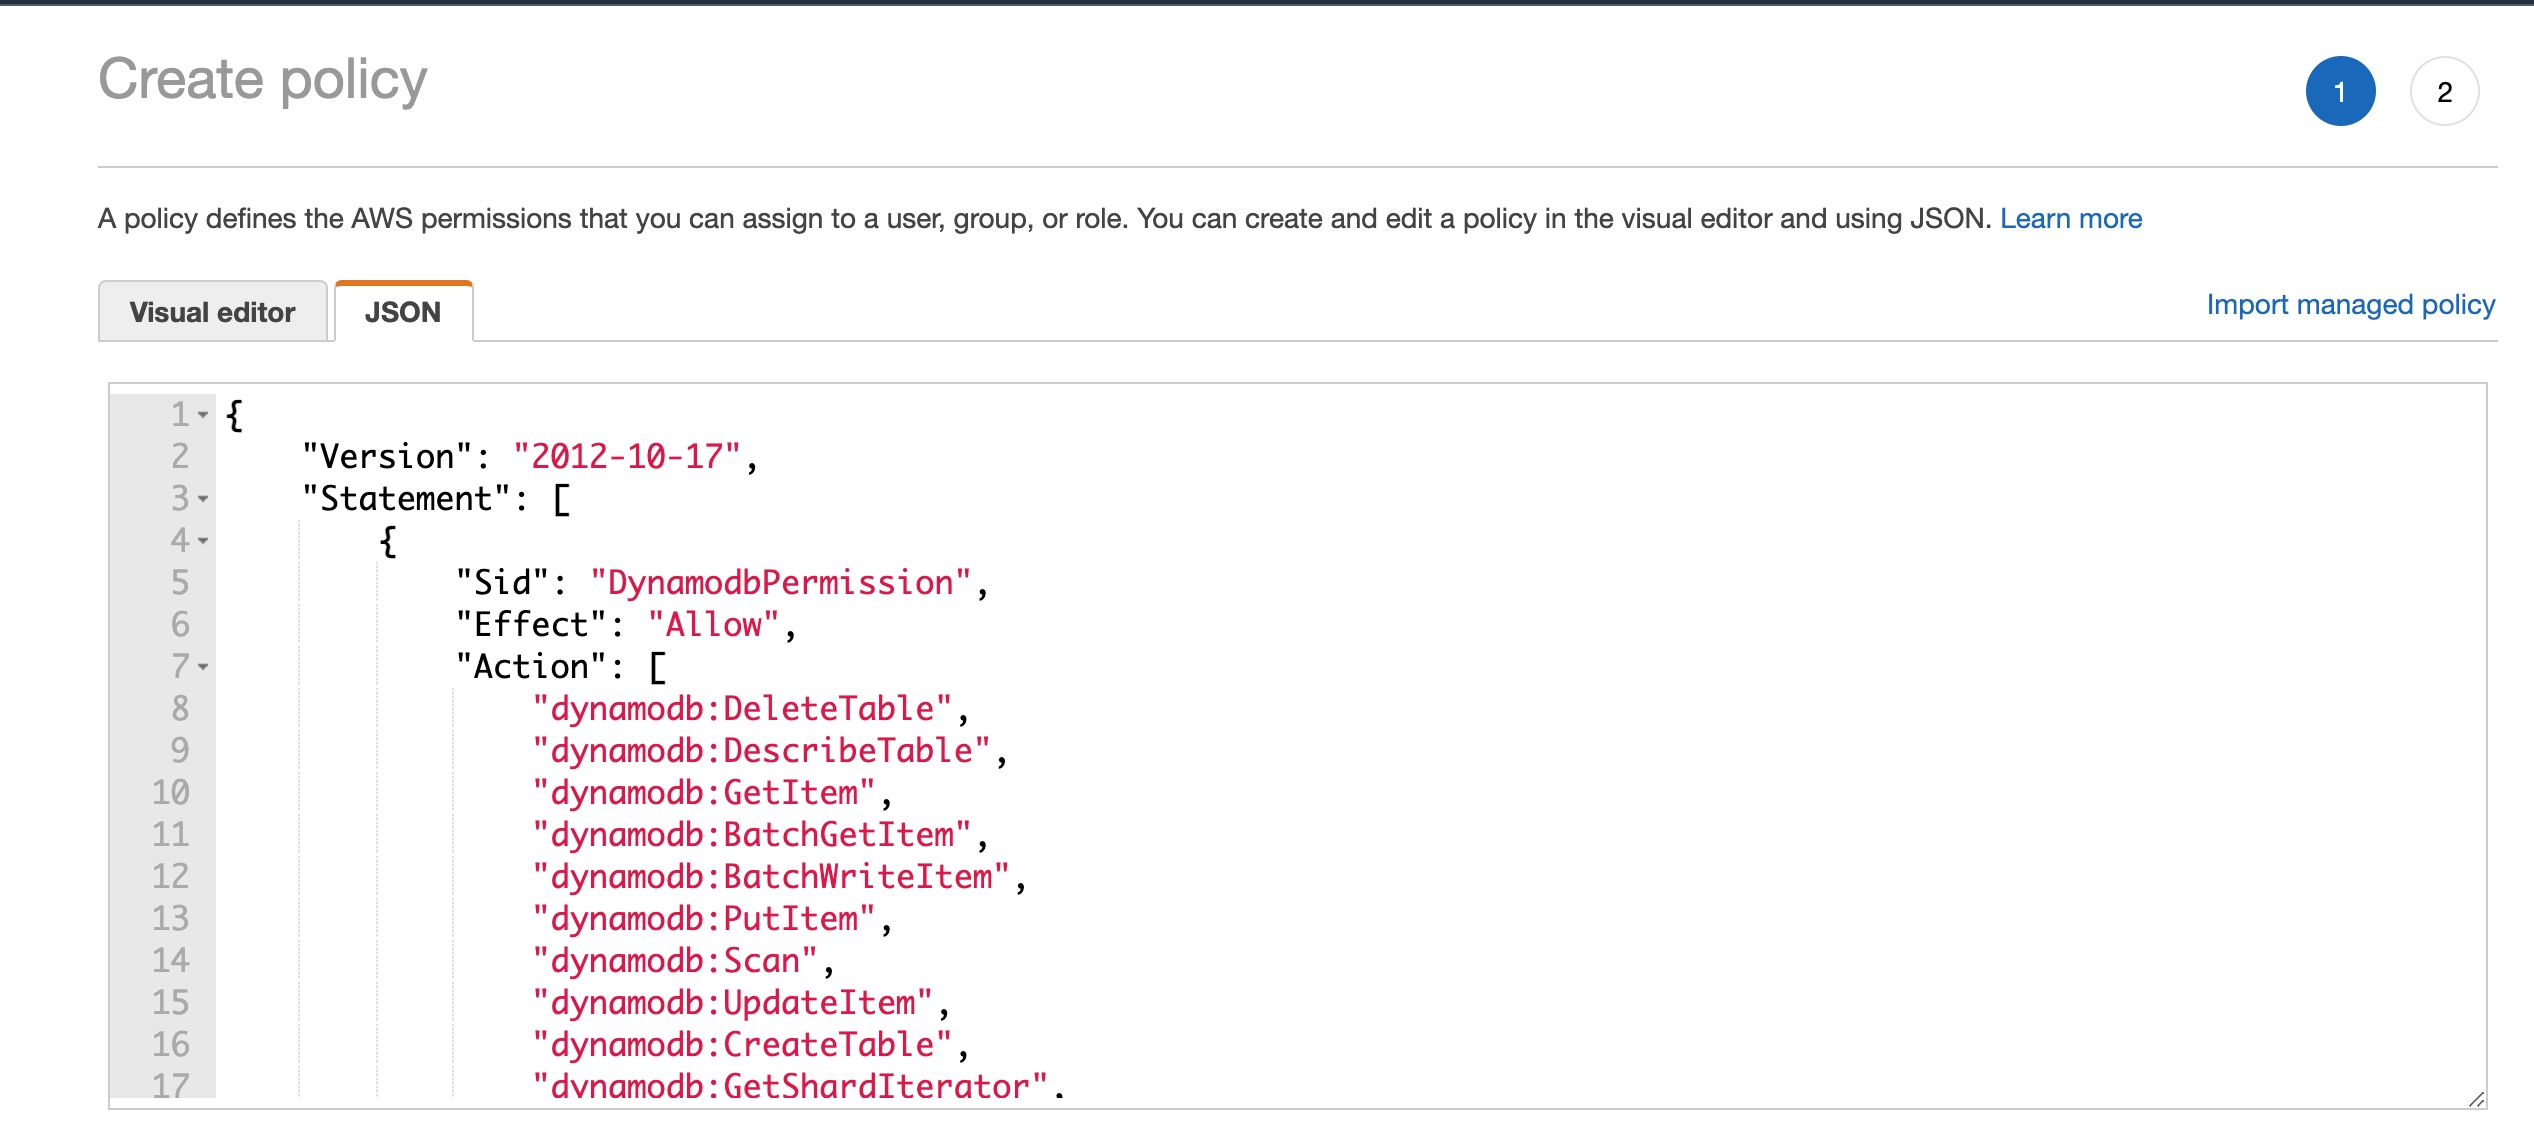 Create policy
1 2
A policy defines the AWS permissions that you can assign to a user, group, or role. You can create and edit a policy in the visual editor and using JSON. Learn more
Visual editor JSON Import managed policy
1 {
2 "Version": "2012-10-17",
3 "Statement": [
4 {
5 "Sid": "DynamodbPermission",
6 "Effect": "Allow",
7 "Action": [
8 "dynamodb:DeleteTable",
9 "dynamodb:DescribeTable",
10 "dynamodb:GetItem",
11 "dynamodb:BatchGetItem",
12 "dynamodb:BatchWriteItem",
13 "dynamodb:PutItem",
14 "dynamodb:Scan",
15 "dynamodb:UpdateItem",
16 "dynamodb:CreateTable",
17 "dynamodb:GetShardIterator",